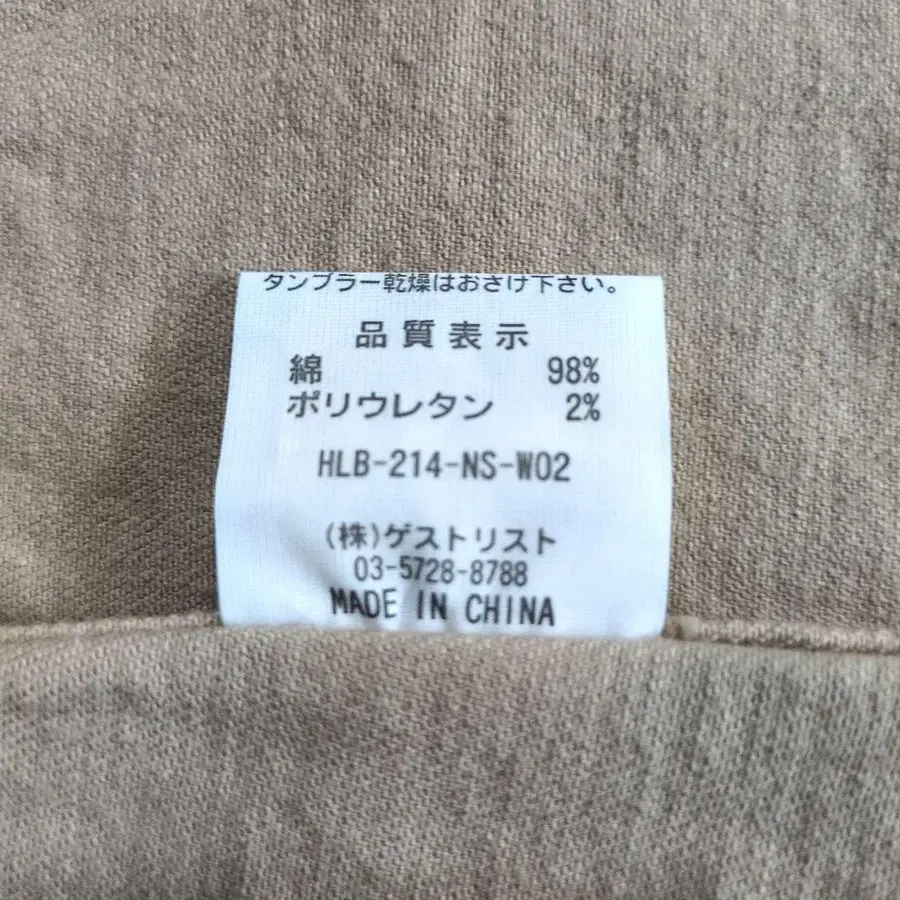 タンブラー乾燥はおさけ下さい。
品質表示
綿 98%
ポリウレタン 2%
HLB-214-NS-W02
(株)ゲストリスト
03-5728-8788
MADE IN CHINA